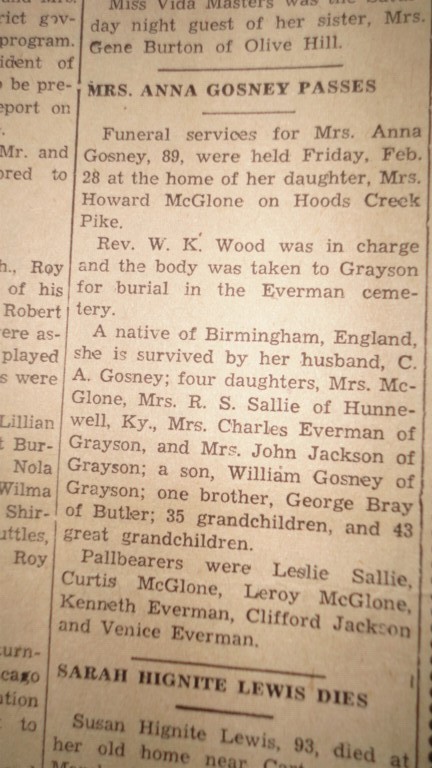 Miss Vida Masters was the
day night guest of her sister, Mrs.
Gene Burton of Olive Hill.
MRS. ANNA GOSNEY PASSES
Funeral services for Mrs. Anna
Gosney, 89, were held Friday, Feb.
28 at the home of her daughter, Mrs.
Howard McGlone on Hoods Creek
Pike.
Rev. W. K. Wood was in charge
and the body was taken to Grayson
for burial in the Everman ceme-
tery.
A native of Birmingham, England,
she is survived by her husband, C.
A. Gosney; four daughters, Mrs. Mc-
Glone, Mrs. R. S. Sallie of Hunne-
well, Ky., Mrs. Charles Everman of
Grayson, and Mrs. John Jackson of
Grayson; a son, William Gosney of
Grayson; one brother, George Bray
of Butler; 35 grandchildren, and 43
great grandchildren.
Pallbearers were Leslie Sallie,
Curtis McGlone, Leroy McGlone,
Kenneth Everman, Clifford Jackson
and Venice Everman.
SARAH HIGNITE LEWIS DIES
Susan Hignite Lewis, 93, died at
her old home near
rict gov-
program.
ident of
be pre-
eport on
Mr. and
ored to
h., Roy
of his
Robert
ere as-
played
s were
Lillian
t Bur-
Nola
Wilma
Shir-
uttles,
Roy
urn-
cago
ation
to